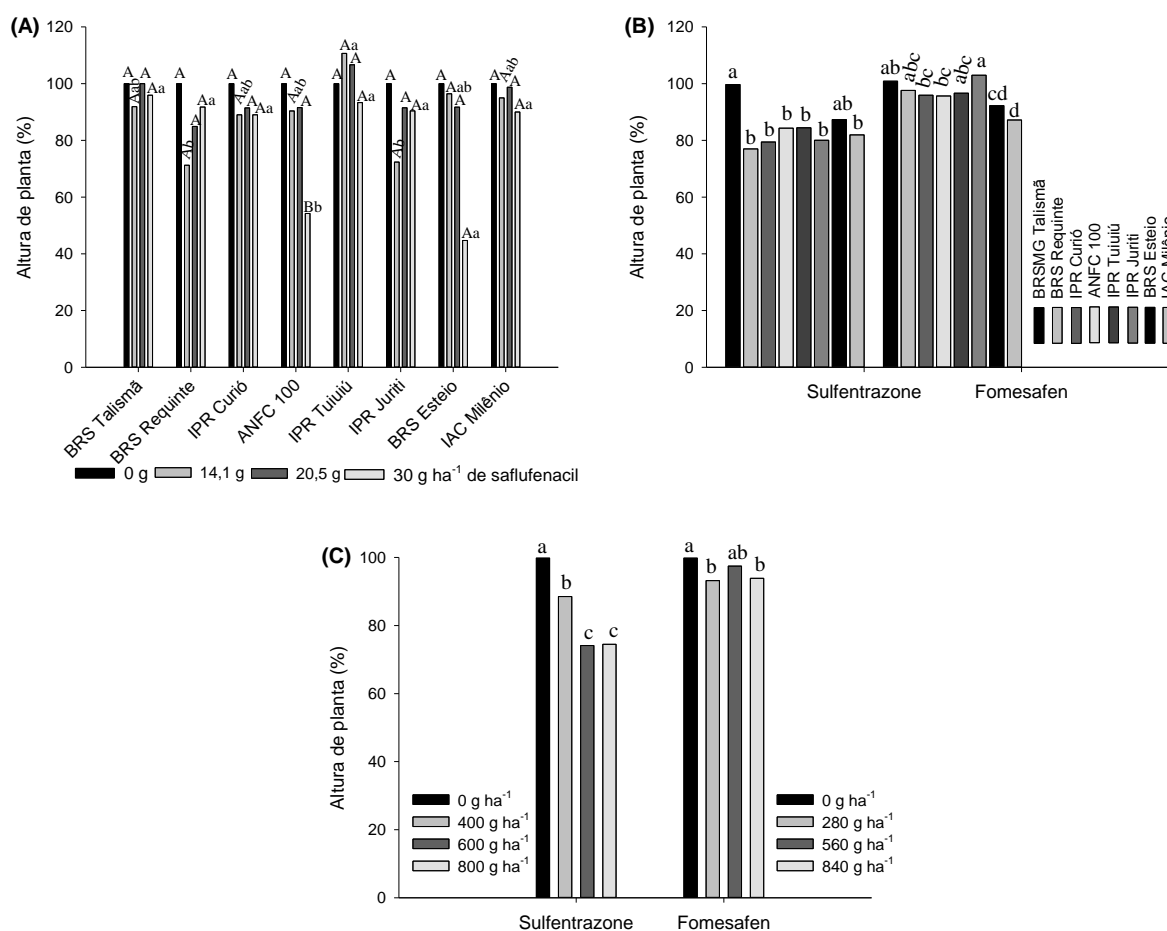 (A)
Altura de planta (%)
120
100
80
60
40
20
0
A Aab A Aa
A Ab A Aa
A Aab A Aa
A Aab A Bb
A Aa A Aa
A Ab A Aa
A Aab A Aa
A Aab A Aa
BRS Talismã
BRS Requinte
IPR Curió
ANFC 100
IPR Tuiuiú
IPR Juriti
BRS Esteio
IAC Milênio
0 g 14,1 g 20,5 g 30 g ha-1 de saflufenacil
(B)
Altura de planta (%)
120
100
80
60
40
20
0
a b b b b b ab b
ab abc bc bc abc a cd d
Sulfentrazone Fomesafen
BRSMG Talismã
BRS Requinte
IPR Curió
ANFC 100
IPR Tuiuiú
IPR Juriti
BRS Esteio
IAC Milênio
(C)
Altura de planta (%)
100
80
60
40
20
0
a b c c
a b ab b
0 g ha-1
400 g ha-1
600 g ha-1
800 g ha-1
0 g ha-1
280 g ha-1
560 g ha-1
840 g ha-1
Sulfentrazone Fomesafen